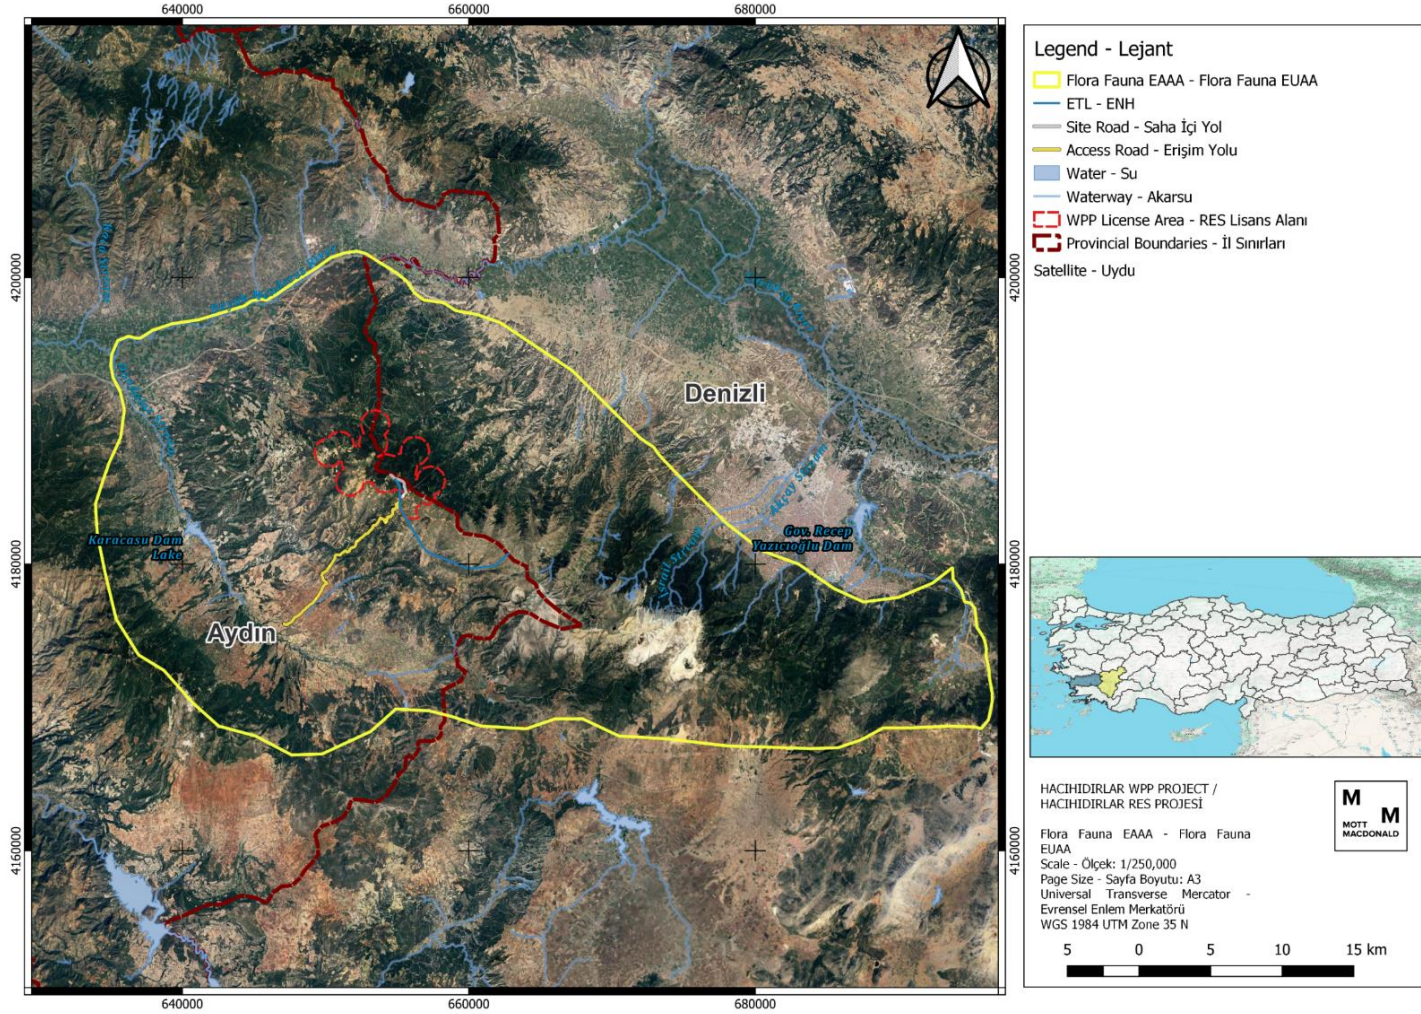 640000
660000
680000
4200000
4200000
Denizli
Akçay Stream
Gov. Recep
Yazıcıoğlu Dam
Karacasu Dam
Lake
4180000
4180000
Aydın
4160000
4160000
640000
660000
680000
Legend - Lejant
Flora Fauna EAAA - Flora Fauna EUAA
ETL - ENH
Site Road - Saha İçi Yol
Access Road - Erişim Yolu
Water - Su
Waterway - Akarsu
WPP License Area - RES Lisans Alanı
Provincial Boundaries - İl Sınırları
Satellite - Uydu
HACIHIDIRLAR WPP PROJECT /
HACIHIDIRLAR RES PROJESİ
M
M
MOTT
MACDONALD
Flora Fauna EAAA - Flora Fauna
EUAA
Scale - Ölçek: 1/250,000
Page Size - Sayfa Boyutu: A3
Universal Transverse Mercator -
Evrensel Enlem Merkatörü
WGS 1984 UTM Zone 35 N
5 0 5 10 15 km